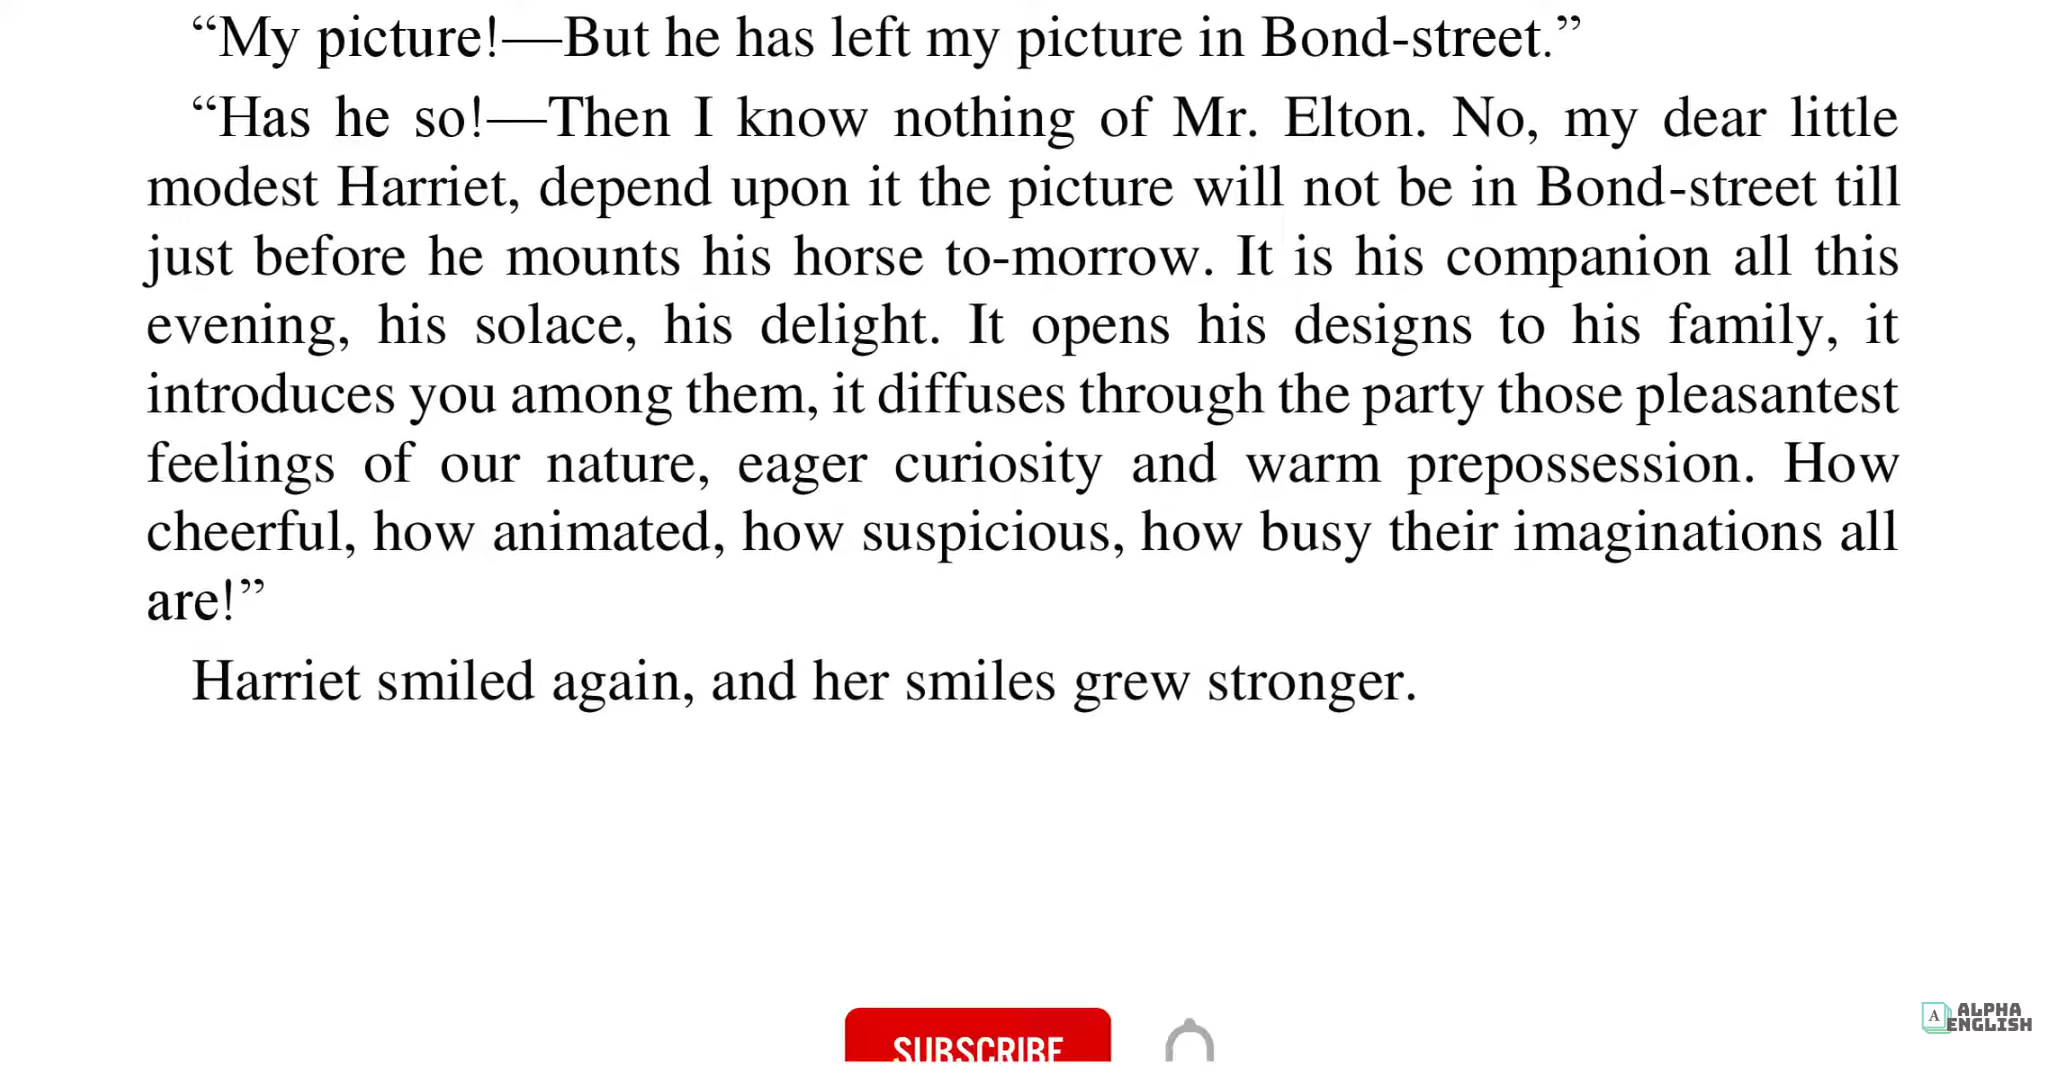 “My picture!—But he has left my picture in Bond-street.”
“Has he so!—Then I know nothing of Mr. Elton. No, my dear little
modest Harriet, depend upon it the picture will not be in Bond-street till
just before he mounts his horse to-morrow. It is his companion all this
evening, his solace, his delight. It opens his designs to his family, it
introduces you among them, it diffuses through the party those pleasantest
feelings of our nature, eager curiosity and warm prepossession. How
cheerful, how animated, how suspicious, how busy their imaginations all
are!”
Harriet smiled again, and her smiles grew stronger.
SUBSCRIBE
A ALPHA
ENGLISH